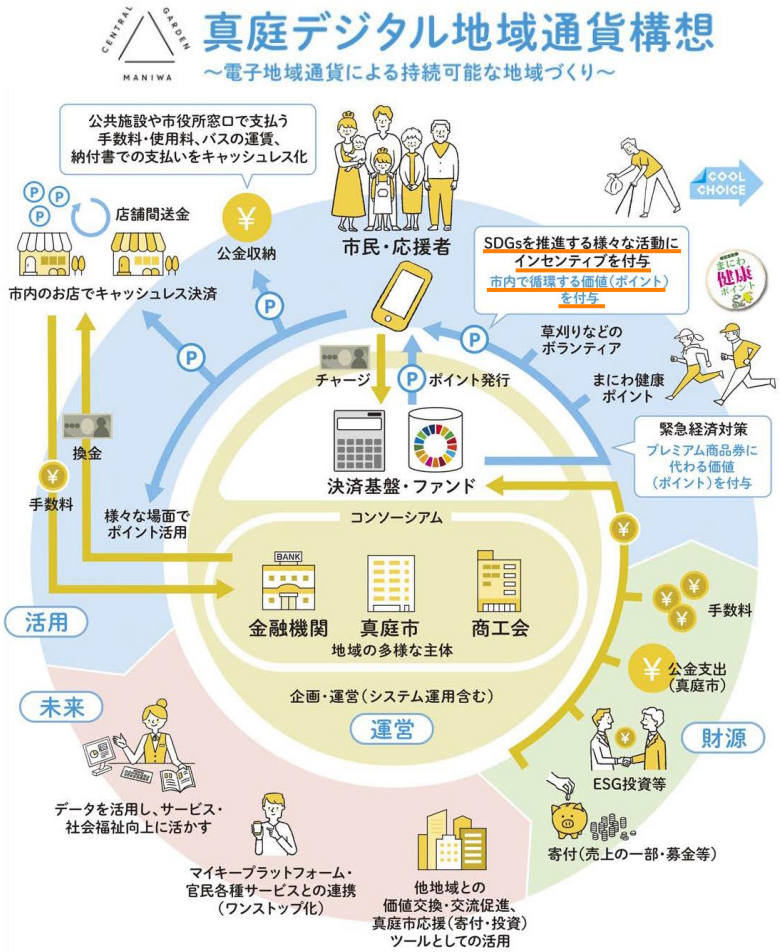 CENTRAL GARDEN
MANIWA
真庭デジタル地域通貨構想
～電子地域通貨による持続可能な地域づくり～
公共施設や市役所窓口で支払う
手数料・使用料、バスの運賃、
納付書での支払いをキャッシュレス化
P
P
P
店舗間送金
¥
公金収納
市民・応援者
COOL
CHOICE
SDGsを推進する様々な活動に
インセンティブを付与
市内で循環する価値（ポイント）
を付与
まにわ
健康
ポイント
市内のお店でキャッシュレス決済
P
P
P
草刈りなどの
ボランティア
チャージ
P
ポイント発行
まにわ健康
ポイント
緊急経済対策
プレミアム商品券に
代わる価値
（ポイント）を付与
換金
¥
手数料
決済基盤・ファンド
様々な場面で
ポイント活用
コンソーシアム
¥
BANK
金融機関
真庭市
商工会
地域の多様な主体
活用
¥
¥
¥
手数料
¥
公金支出
（真庭市）
企画・運営（システム運用含む）
運営
未来
財源
¥
ESG投資等
データを活用し、サービス・
社会福祉向上に活かす
寄付（売上の一部・募金等）
マイキープラットフォーム・
官民各種サービスとの連携
（ワンストップ化）
他地域との
価値交換・交流促進、
真庭市応援（寄付・投資）
ツールとしての活用